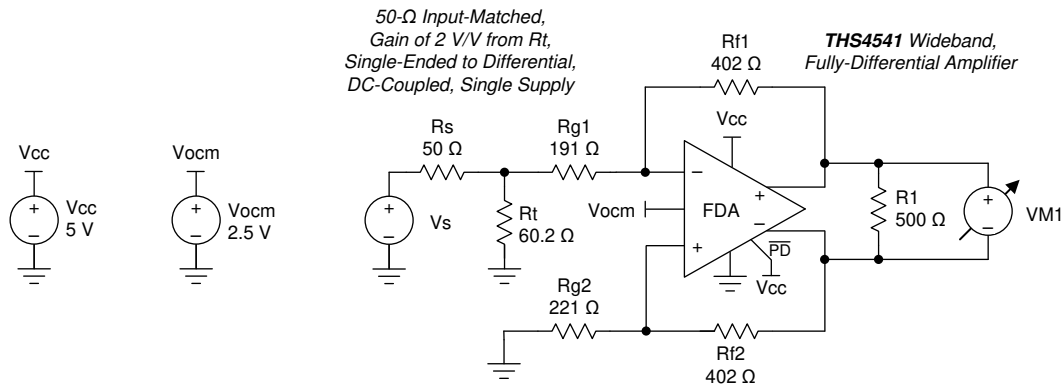 50-Ω Input-Matched,
Gain of 2 V/V from Rt,
Single-Ended to Differential,
DC-Coupled, Single Supply
Rf1
402 Ω
THS4541 Wideband,
Fully-Differential Amplifier
Vcc
Vcc
5 V
Vocm
Vocm
2.5 V
Rs
50 Ω
Vs
Rt
60.2 Ω
Rg1
191 Ω
Vcc
Vocm
FDA
PD
Vcc
R1
500 Ω
VM1
Rg2
221 Ω
Rf2
402 Ω